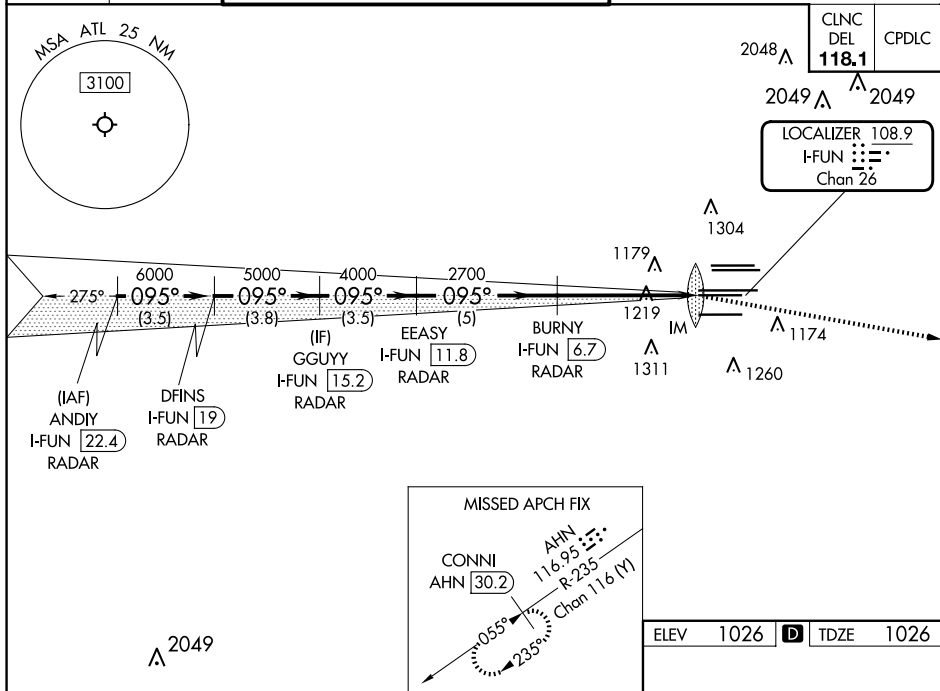 MSA ATL 25 NM
3100
CLNC
DEL
118.1
CPDLC
2048
2049
2049
LOCALIZER 108.9
I-FUN
Chan 26
1304
1179
1219
IM
1174
1311
1260
6000
5000
4000
2700
275°
095°
095°
095°
095°
(3.5)
(3.8)
(3.5)
(5)
(IAF)
ANDIY
I-FUN 22.4
RADAR
DFINS
I-FUN 19
RADAR
(IF)
GGUYY
I-FUN 15.2
RADAR
EEASY
I-FUN 11.8
RADAR
BURNY
I-FUN 6.7
RADAR
MISSED APCH FIX
CONNI
AHN 30.2
AHN
116.95
R-235
Chan 116 (Y)
055°
235°
2049
ELEV 1026 D TDZE 1026